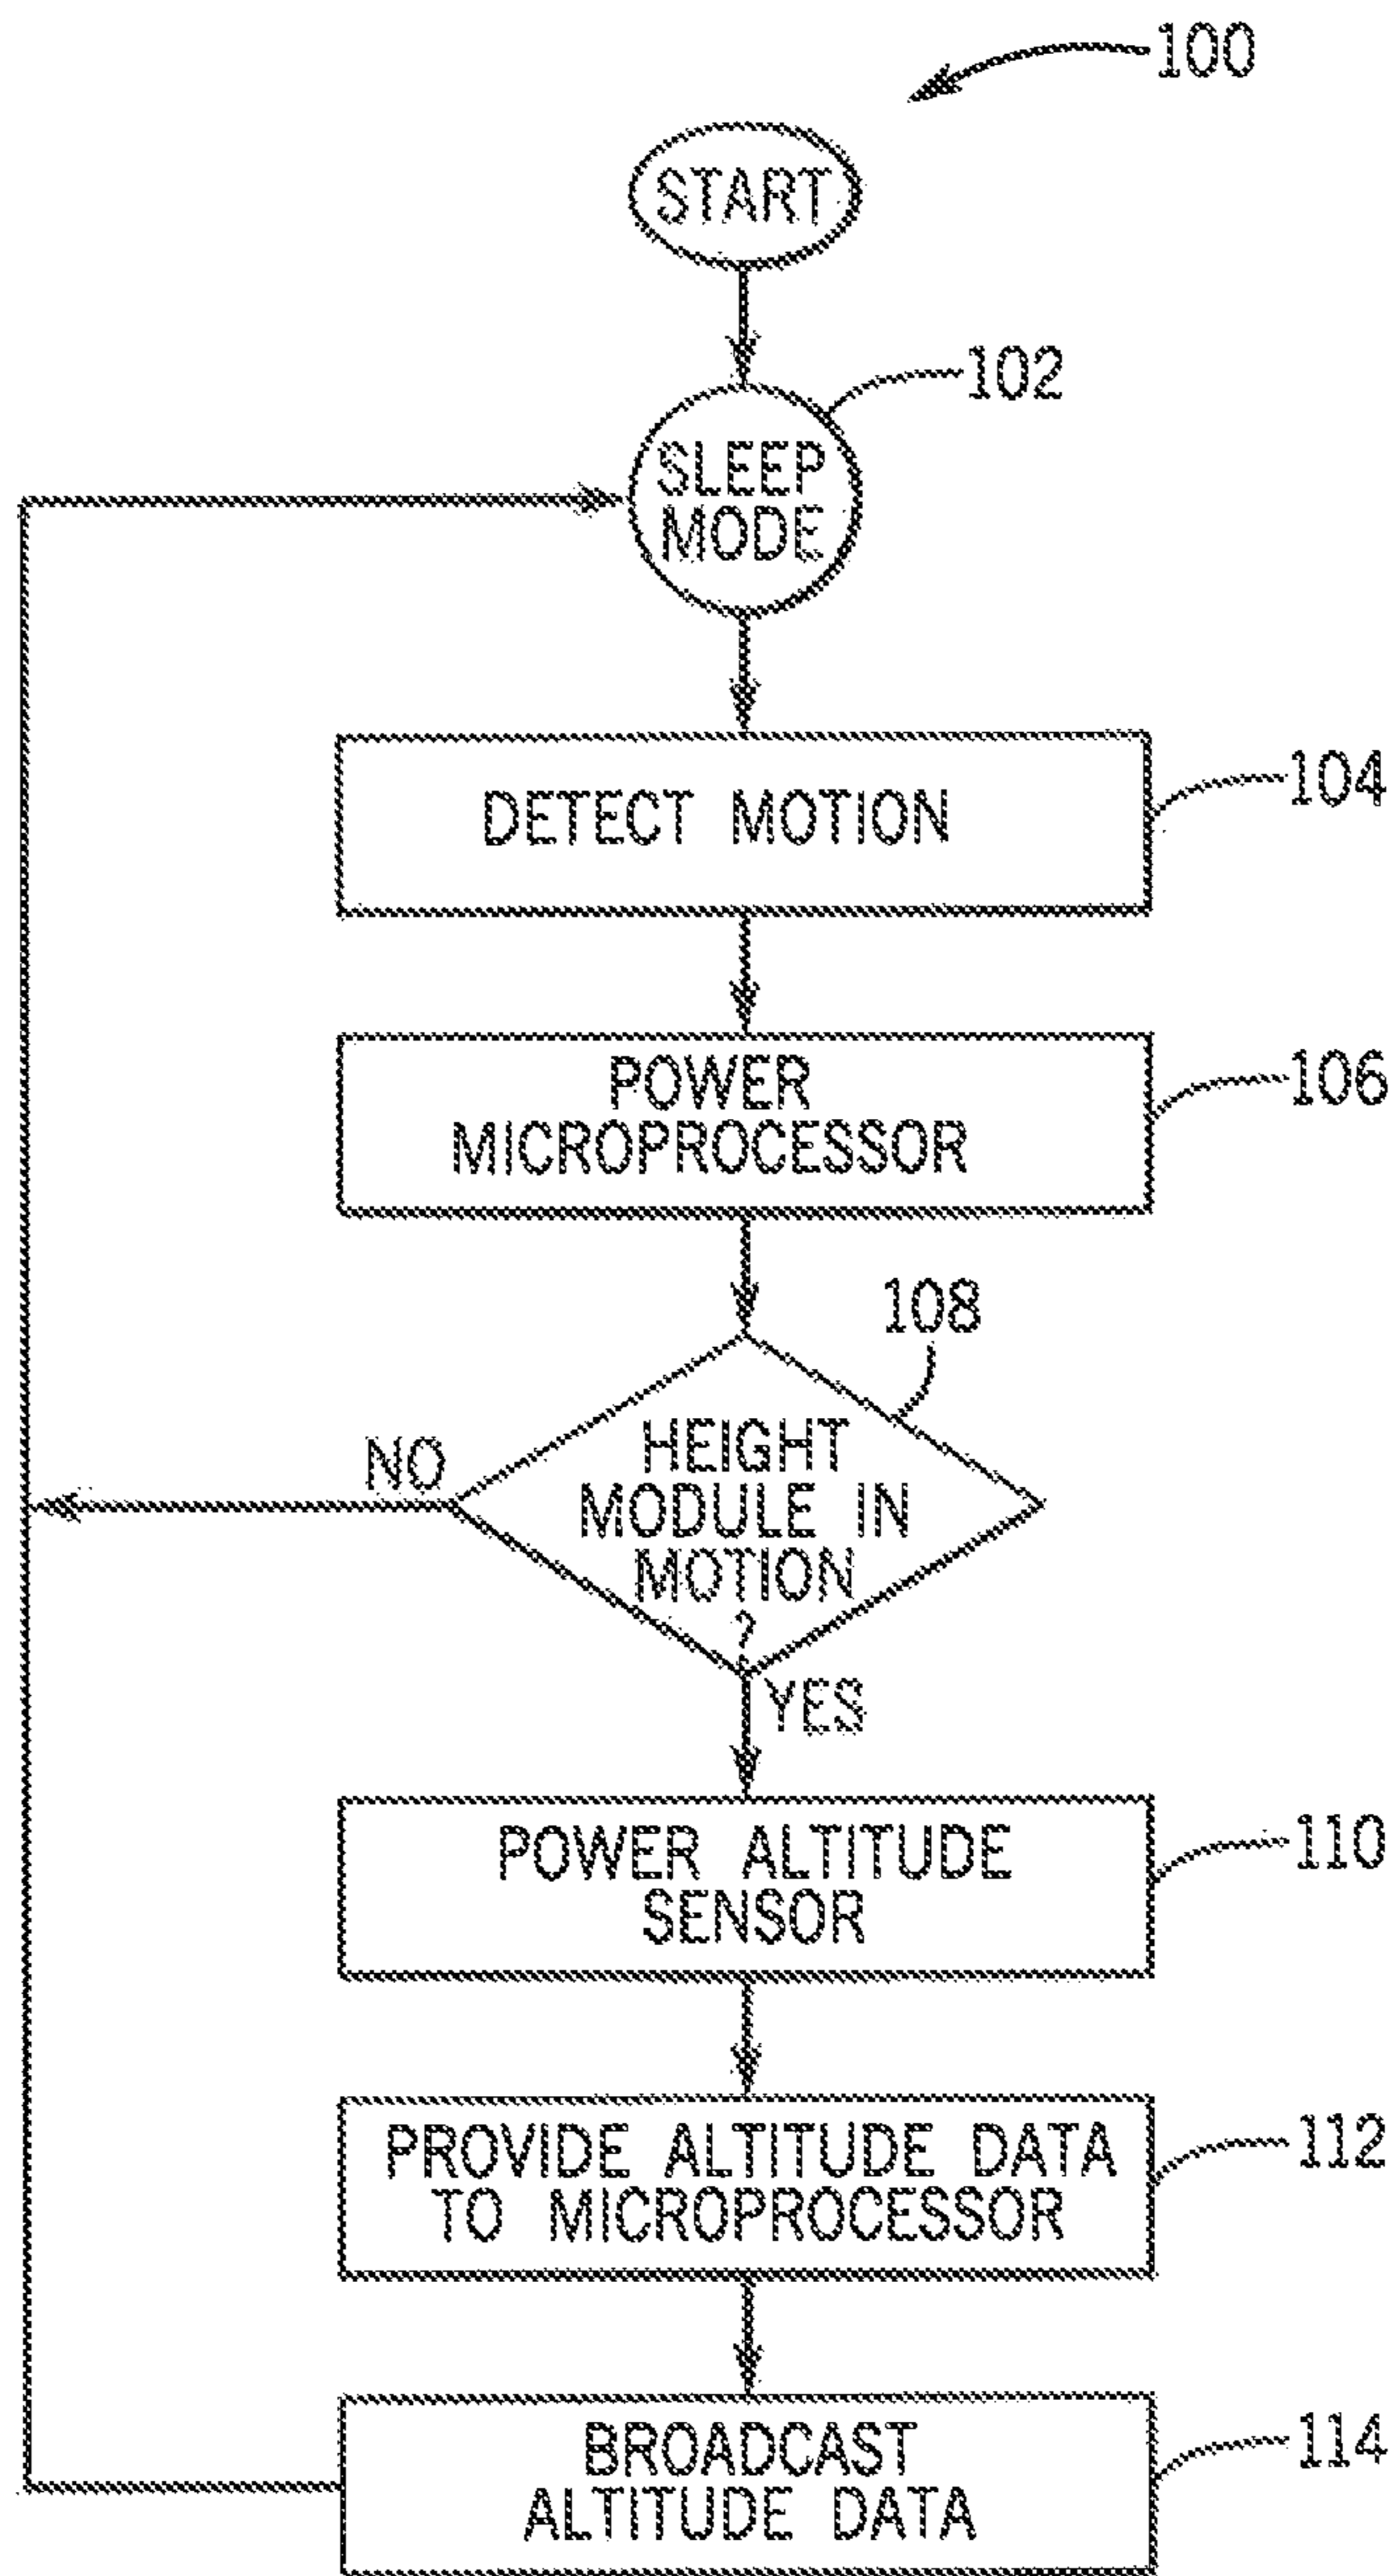 100
START
102
SLEEP
MODE
104
DETECT MOTION
106
POWER
MICROPROCESSOR
108
HEIGHT
MODULE IN
MOTION
?
NO
YES
110
POWER ALTITUDE
SENSOR
112
PROVIDE ALTITUDE DATA
TO MICROPROCESSOR
114
BROADCAST
ALTITUDE DATA